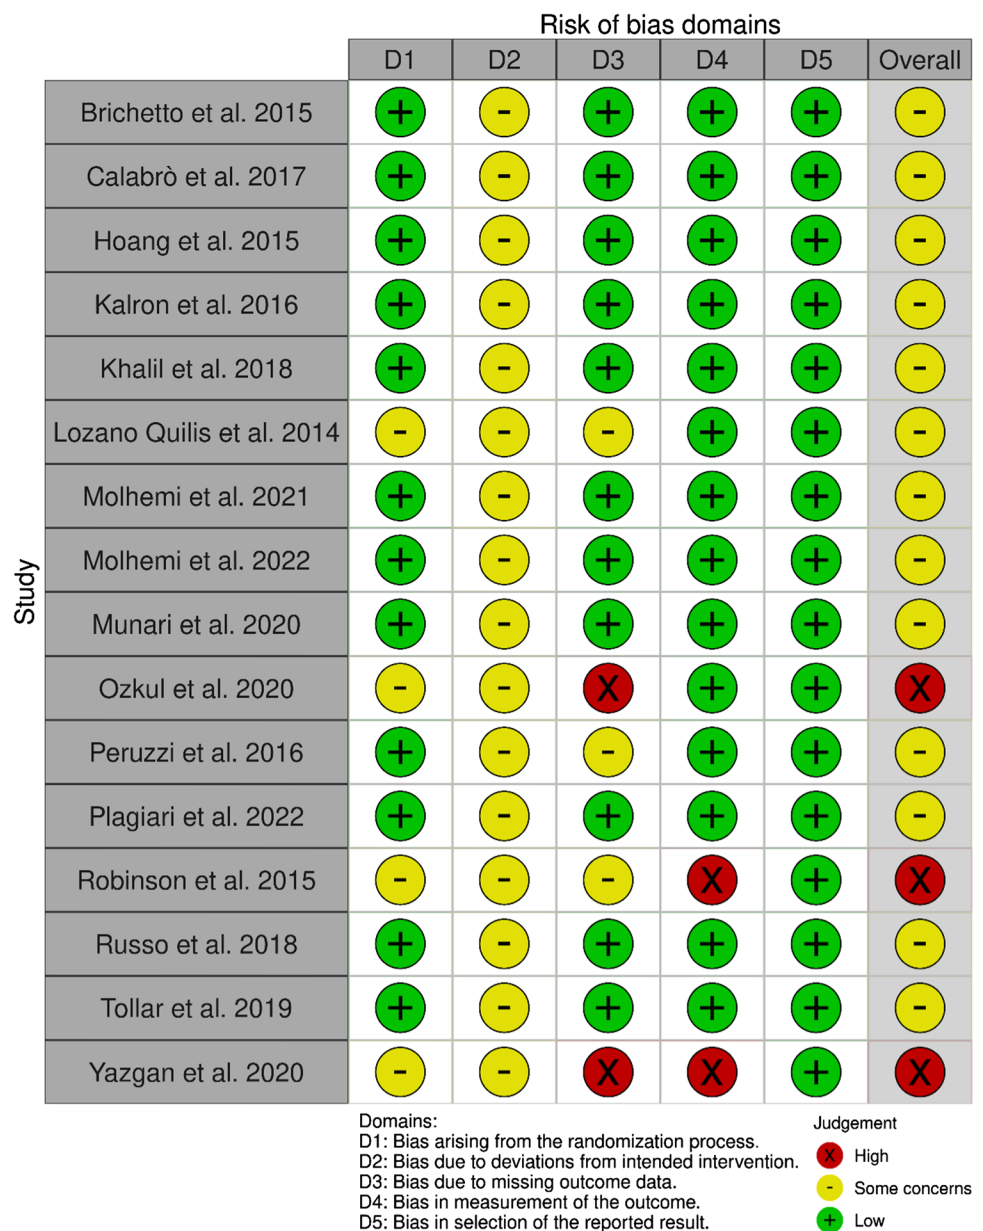 Risk of bias domains
D1 D2 D3 D4 D5 Overall
Study
Brichetto et al. 2015 + - + + + -
Calabrò et al. 2017 + - + + + -
Hoang et al. 2015 + - + + + -
Kalron et al. 2016 + - + + + -
Khalil et al. 2018 + - + + + -
Lozano Quilis et al. 2014 - - - + + -
Molhemi et al. 2021 + - + + + -
Molhemi et al. 2022 + - + + + -
Munari et al. 2020 + - + + + -
Ozkul et al. 2020 - - X + + X
Peruzzi et al. 2016 + - - + + -
Plagiari et al. 2022 + - + + + -
Robinson et al. 2015 - - - X + X
Russo et al. 2018 + - + + + -
Tollar et al. 2019 + - + + + -
Yazgan et al. 2020 - - X X + X
Domains:
D1: Bias arising from the randomization process.
D2: Bias due to deviations from intended intervention.
D3: Bias due to missing outcome data.
D4: Bias in measurement of the outcome.
D5: Bias in selection of the reported result.
Judgement
X High
- Some concerns
+ Low